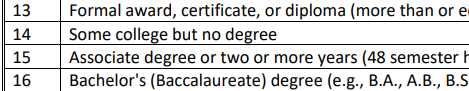 13 Formal award, certificate, or diploma (more than or e
14 Some college but no degree
15 Associate degree or two or more years (48 semester h
16 Bachelor's (Baccalaureate) degree (e.g., B.A., A.B., B.S